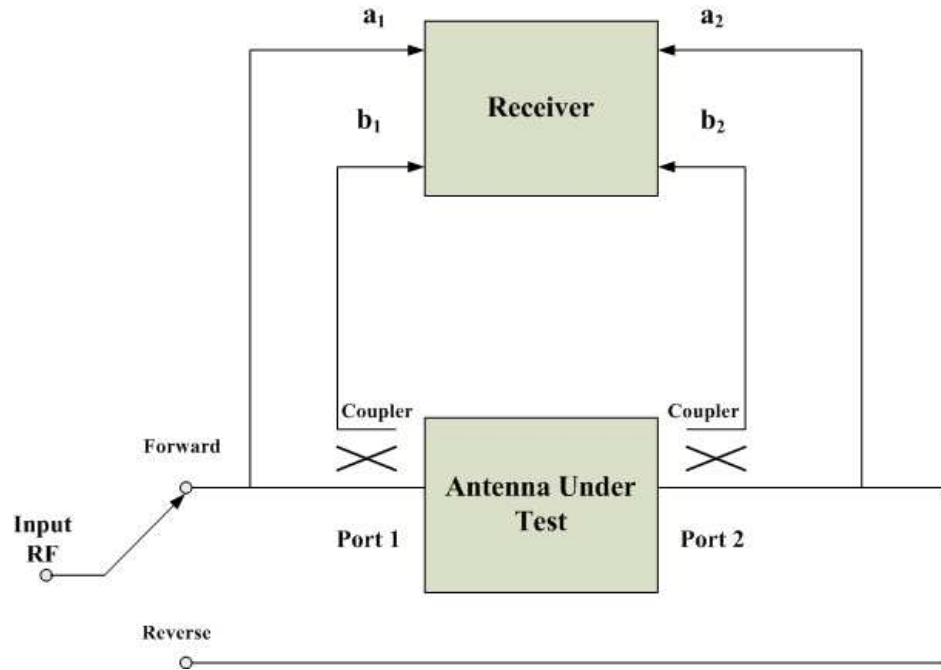 a1
a2
Receiver
b1
b2
Coupler
Coupler
Forward
Antenna Under
Test
Input
RF
Port 1
Port 2
Reverse